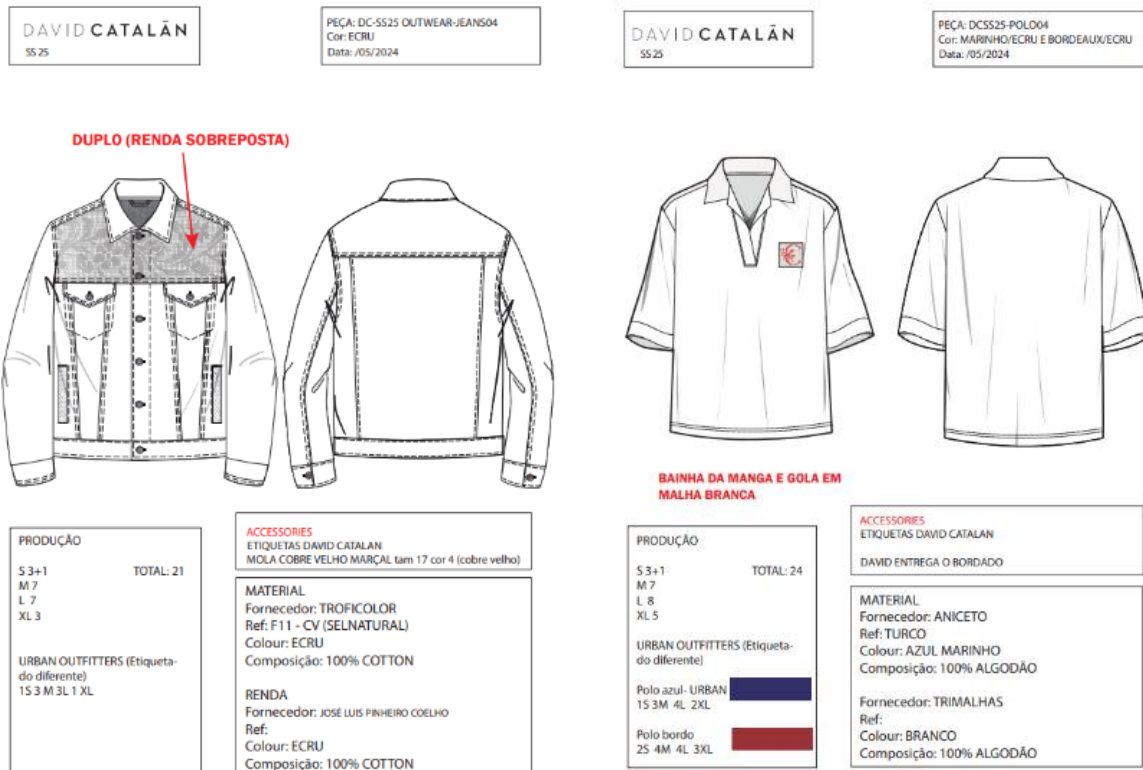 DAVID CATALÁN
SS 25
PEÇA: DC-SS25 OUTWEAR-JEANS04
Cor: ECRU
Data: /05/2024
DUPLO (RENDA SOBREPOSTA)
PRODUÇÃO
S 3+1 TOTAL: 21
M 7
L 7
XL 3
URBAN OUTFITTERS (Etiqueta-
do diferente)
1S 3 M 3L 1 XL
ACCESSORIES
ETIQUETAS DAVID CATALAN
MOLA COBRE VELHO MARÇAL tam 17 cor 4 (cobre velho)
MATERIAL
Fornecedor: TROFICOLOR
Ref: F11 - CV (SELNATURAL)
Colour: ECRU
Composição: 100% COTTON
RENDA
Fornecedor: JOSÉ LUIS PINHEIRO COELHO
Ref:
Colour: ECRU
Composição: 100% COTTON
DAVID CATALÁN
SS 25
PEÇA: DCSS25-POLO04
Cor: MARINHO/ECRU E BORDEAUX/ECRU
Data: /05/2024
BAINHA DA MANGA E GOLA EM
MALHA BRANCA
PRODUÇÃO
S 3+1 TOTAL: 24
M 7
L 8
XL 5
URBAN OUTFITTERS (Etiqueta-
do diferente)
Polo azul- URBAN
1S 3M 4L 2XL
Polo bordo
2S 4M 4L 3XL
ACCESSORIES
ETIQUETAS DAVID CATALAN
DAVID ENTREGA O BORDADO
MATERIAL
Fornecedor: ANICETO
Ref: TURCO
Colour: AZUL MARINHO
Composição: 100% ALGODÃO
Fornecedor: TRIMALHAS
Ref:
Colour: BRANCO
Composição: 100% ALGODÃO